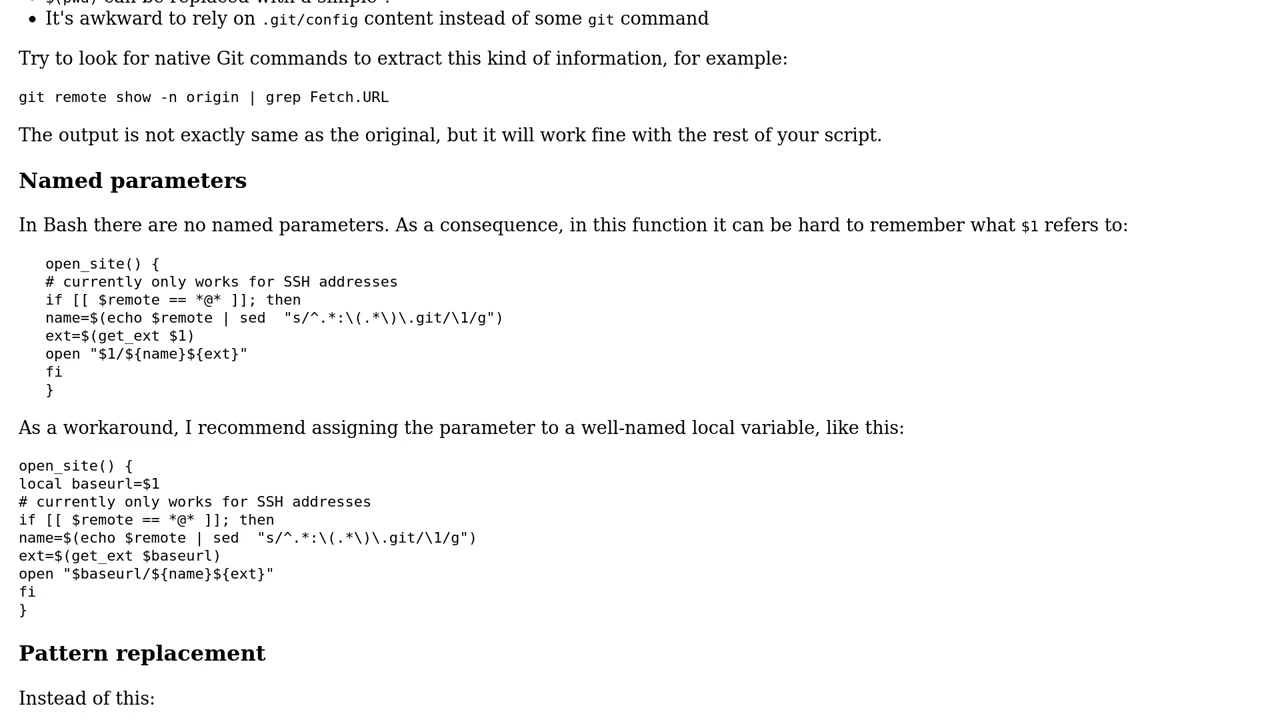 $(pwd) can be replaced with a simple .
It's awkward to rely on .git/config content instead of some git command
Try to look for native Git commands to extract this kind of information, for example:
git remote show -n origin | grep Fetch.URL
The output is not exactly same as the original, but it will work fine with the rest of your script.
Named parameters
In Bash there are no named parameters. As a consequence, in this function it can be hard to remember what $1 refers to:
open_site() {
# currently only works for SSH addresses
if [[ $remote == *@* ]]; then
name=$(echo $remote | sed  "s/^.*:\(.*\)\.git/\1/g")
ext=$(get_ext $1)
open "$1/${name}${ext}"
fi
}
As a workaround, I recommend assigning the parameter to a well-named local variable, like this:
open_site() {
local baseurl=$1
# currently only works for SSH addresses
if [[ $remote == *@* ]]; then
name=$(echo $remote | sed  "s/^.*:\(.*\)\.git/\1/g")
ext=$(get_ext $baseurl)
open "$baseurl/${name}${ext}"
fi
}
Pattern replacement
Instead of this: